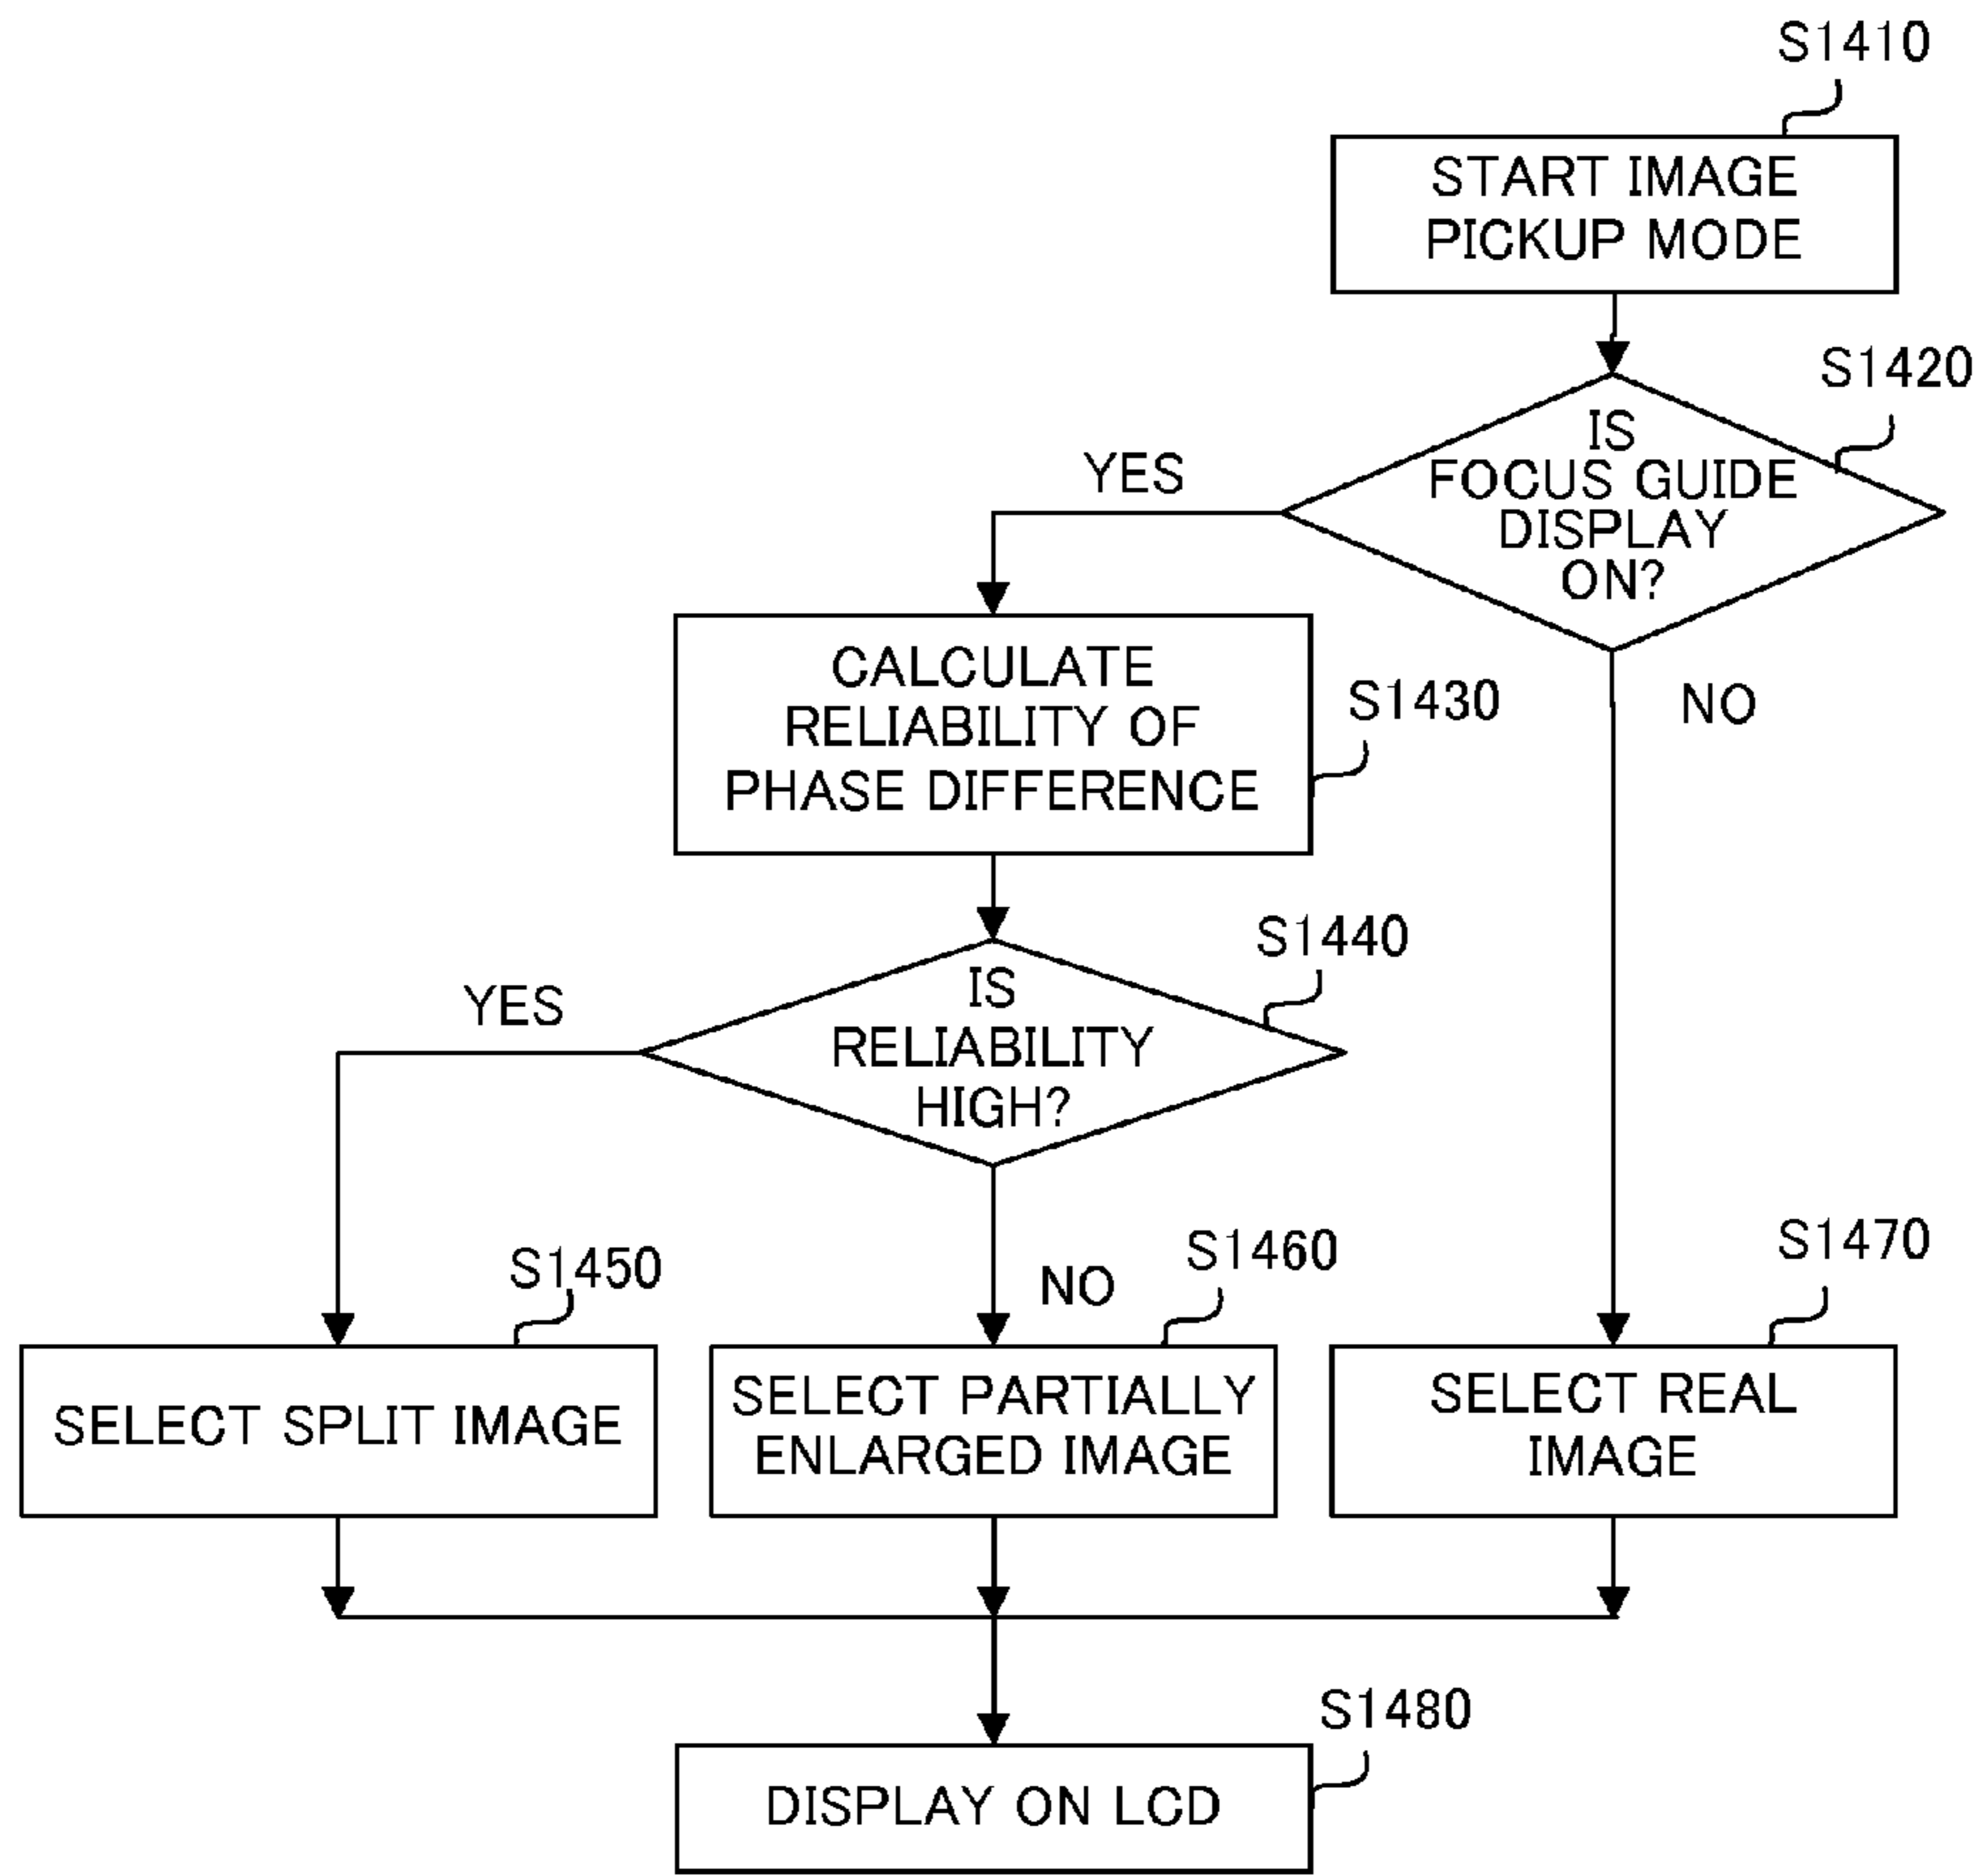 S1410
START IMAGE
PICKUP MODE
S1420
IS
FOCUS GUIDE
DISPLAY
ON?
YES
NO
CALCULATE
RELIABILITY OF
PHASE DIFFERENCE
S1430
S1440
IS
RELIABILITY
HIGH?
YES
NO
S1450
SELECT SPLIT IMAGE
S1460
SELECT PARTIALLY
ENLARGED IMAGE
S1470
SELECT REAL
IMAGE
S1480
DISPLAY ON LCD